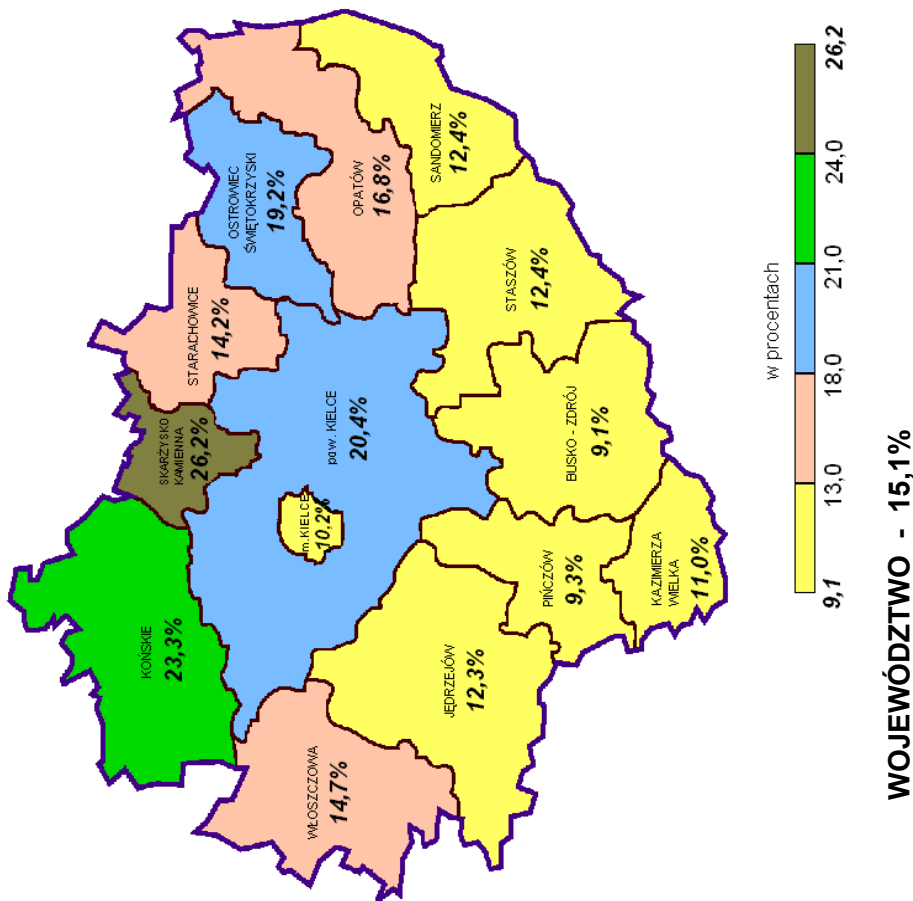 KOŃSKIE
23,3%
SKARŻYSKO
KAMIENNA
26,2%
STARACHOWICE
14,2%
OSTROWIEC
ŚWIĘTOKRZYSKI
19,2%
OPATÓW
16,8%
SANDOMIERZ
12,4%
WŁOSZCZOWA
14,7%
m.KIELCE
10,2%
pow. KIELCE
20,4%
JĘDRZEJÓW
12,3%
PIŃCZÓW
9,3%
KAZIMIERZA
WIELKA
11,0%
BUSKO - ZDRÓJ
9,1%
STASZÓW
12,4%
w procentach
9,1 13,0 18,0 21,0 24,0 26,2
WOJEWÓDZTWO - 15,1%